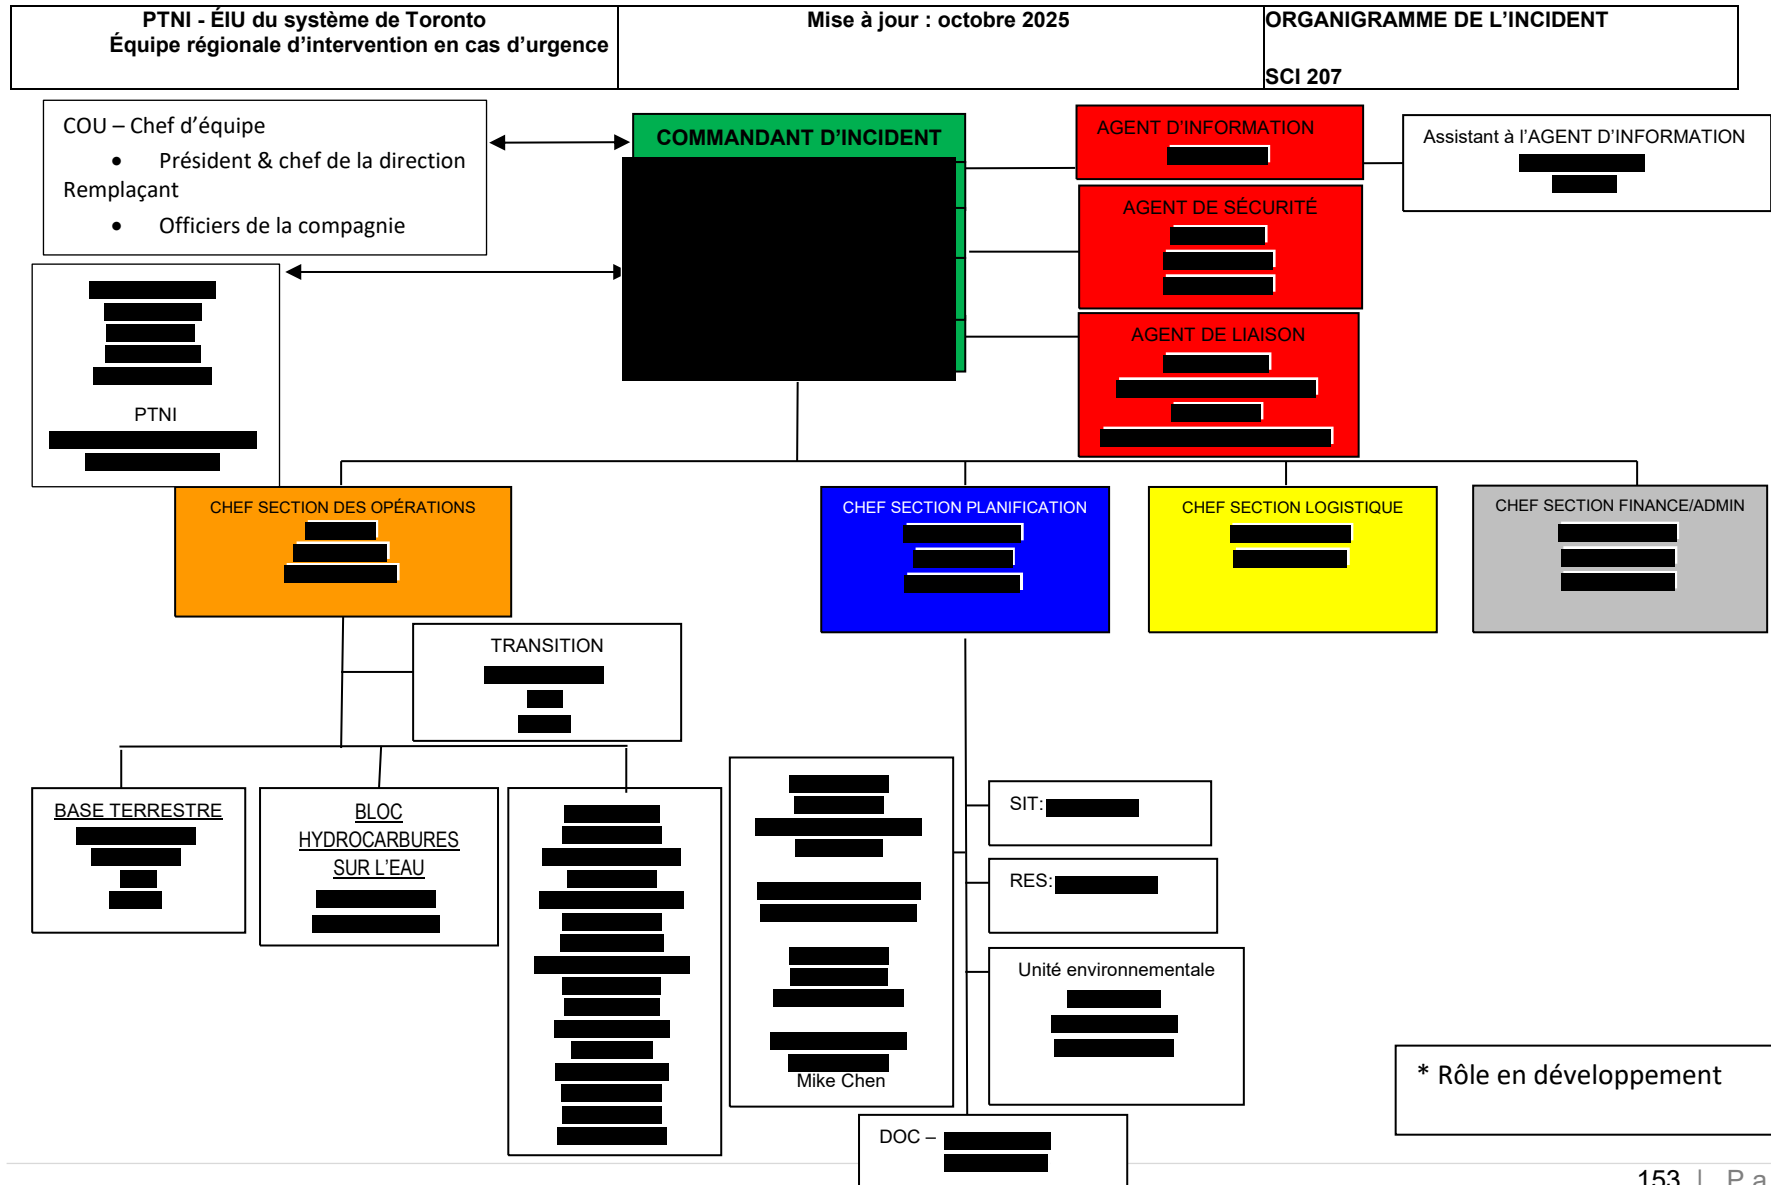 PTNI - ÉIU du système de Toronto
Équipe régionale d’intervention en cas d’urgence
Mise à jour : octobre 2025
ORGANIGRAMME DE L’INCIDENT
SCI 207
COU – Chef d’équipe
• Président & chef de la direction
Remplaçant
• Officiers de la compagnie
COMMANDANT D’INCIDENT
AGENT D’INFORMATION
Assistant à l’AGENT D’INFORMATION
AGENT DE SÉCURITÉ
AGENT DE LIAISON
PTNI
CHEF SECTION DES OPÉRATIONS
CHEF SECTION PLANIFICATION
CHEF SECTION LOGISTIQUE
CHEF SECTION FINANCE/ADMIN
TRANSITION
BASE TERRESTRE
BLOC
HYDROCARBURES
SUR L’EAU
Mike Chen
SIT:
RES:
Unité environnementale
DOC –
* Rôle en développement
153 | P a